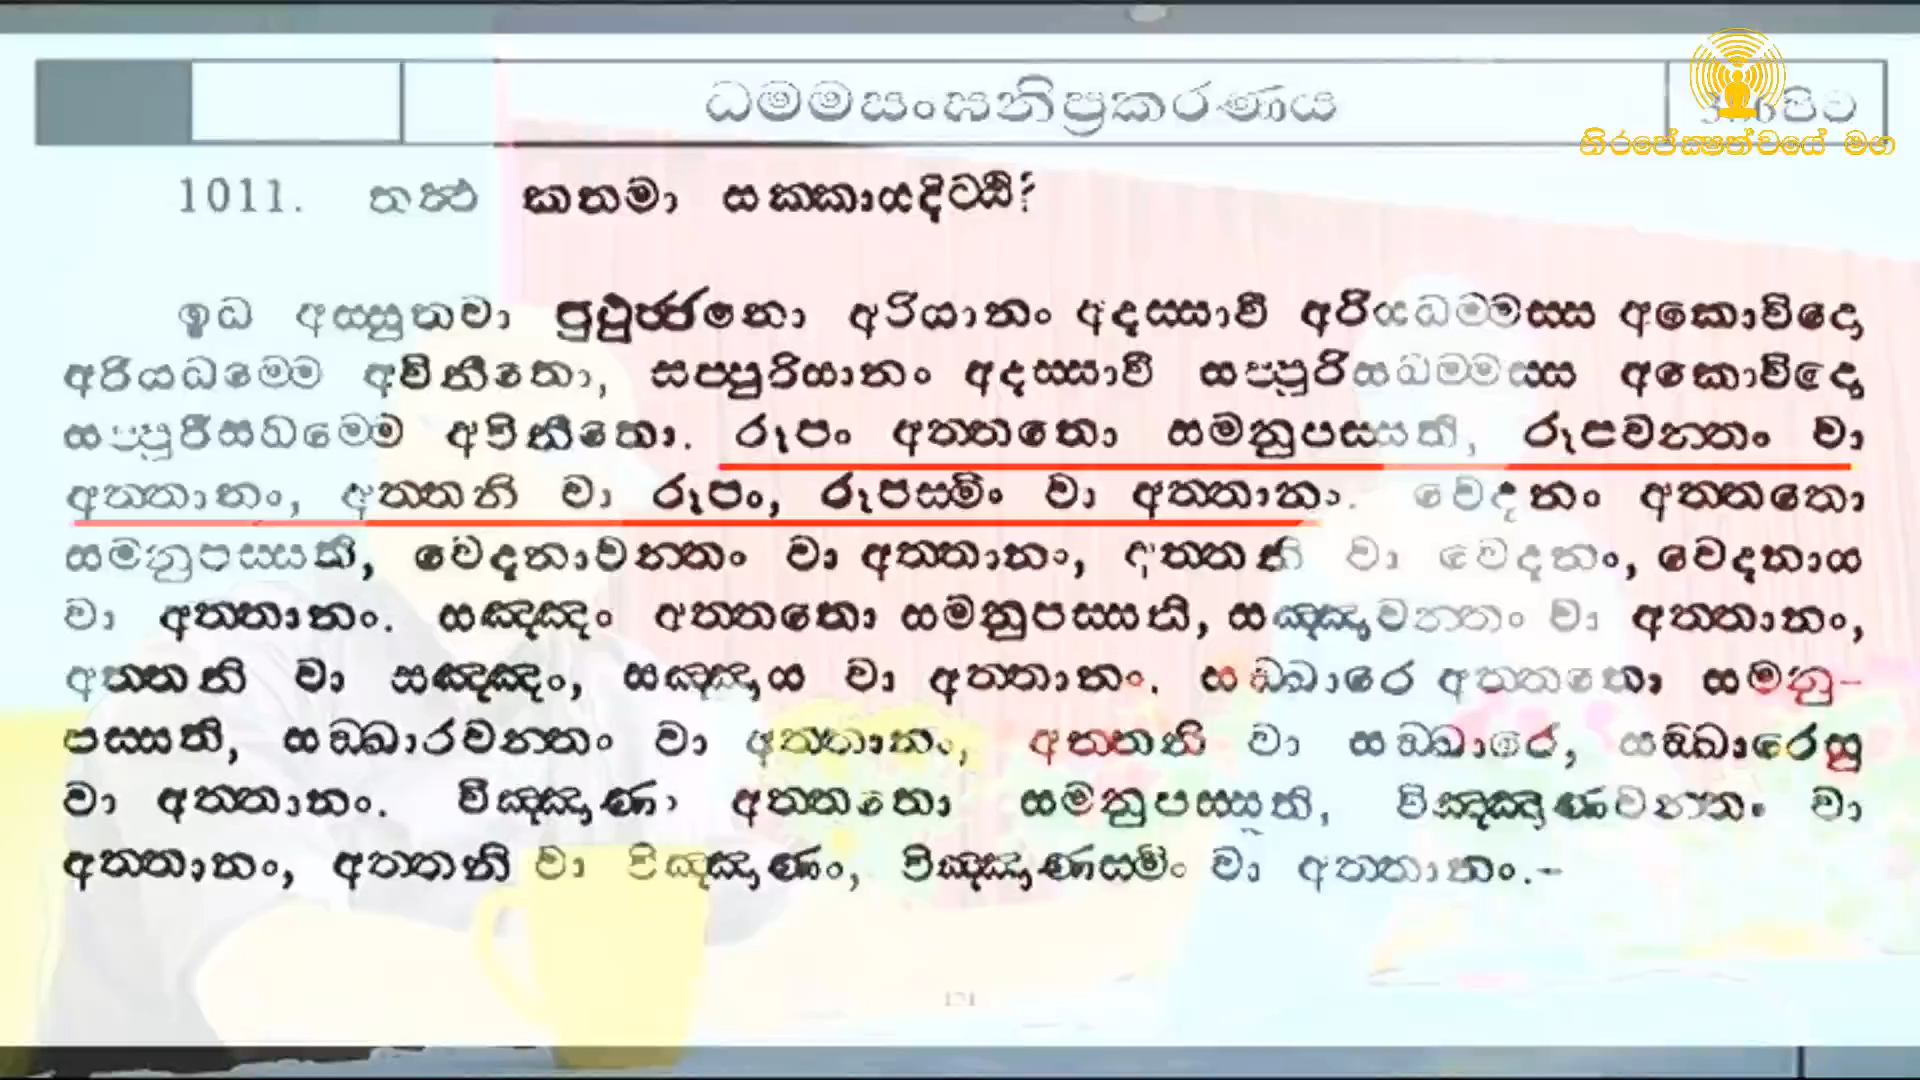 ධම්මසංඝනිප්‍රකරණය
පිට
නිරපේක්ෂත්වයේ මඟ
1011. තත්‍ථ කතමා සක්කායදිට්ඨි?
ඉධ අස්සුතවා පුථුජ්ජනො අරියානං අදස්සාවී අරියධම්මස්ස අකොවිදො
අරියධම්මෙ අවිනීතො, සප්පුරිසානං අදස්සාවී සප්පුරිසධම්මස්ස අකොවිදො
සප්පුරිසධම්මෙ අවිනීතො. රූපං අත්තතො සමනුපස්සති, රූපවන්තං වා
අත්තානං, අත්තනි වා රූපං, රූපස්මිං වා අත්තානං. වෙදනං අත්තතො
සමනුපස්සති, වෙදනාවන්තං වා අත්තානං, අත්තනි වා වෙදනං, වෙදනාය
වා අත්තානං. සඤ්ඤං අත්තතො සමනුපස්සති, සඤ්ඤාවන්තං වා අත්තානං,
අත්තනි වා සඤ්ඤං, සඤ්ඤාය වා අත්තානං. සඞ්ඛාරෙ අත්තතො සමනු-
පස්සති, සඞ්ඛාරවන්තං වා අත්තානං, අත්තනි වා සඞ්ඛාරෙ, සඞ්ඛාරෙසු
වා අත්තානං. විඤ්ඤාණං අත්තතො සමනුපස්සති, විඤ්ඤාණවන්තං වා
අත්තානං, අත්තනි වා විඤ්ඤාණං, විඤ්ඤාණස්මිං වා අත්තානං.-